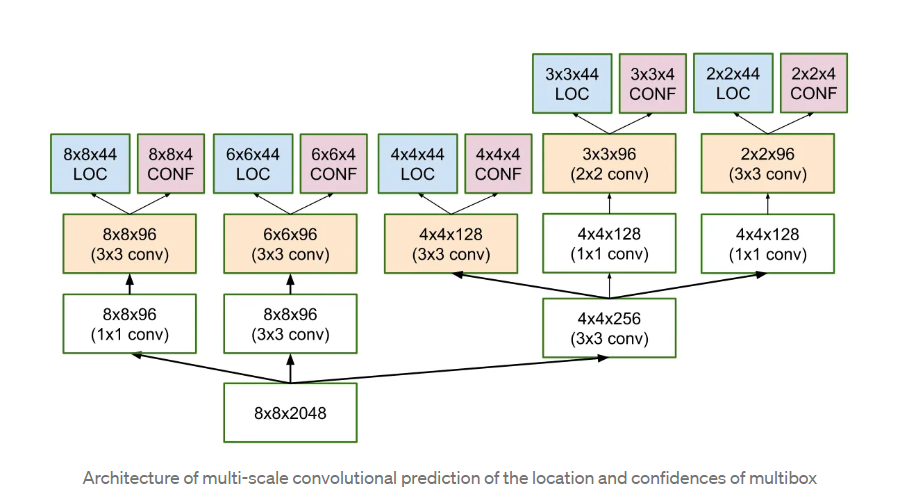 3x3x44
LOC
3x3x4
CONF
2x2x44
LOC
2x2x4
CONF
8x8x44
LOC
8x8x4
CONF
6x6x44
LOC
6x6x4
CONF
4x4x44
LOC
4x4x4
CONF
3x3x96
(2x2 conv)
2x2x96
(3x3 conv)
8x8x96
(3x3 conv)
6x6x96
(3x3 conv)
4x4x128
(3x3 conv)
4x4x128
(1x1 conv)
4x4x128
(1x1 conv)
8x8x96
(1x1 conv)
8x8x96
(3x3 conv)
4x4x256
(3x3 conv)
8x8x2048
Architecture of multi-scale convolutional prediction of the location and confidences of multibox